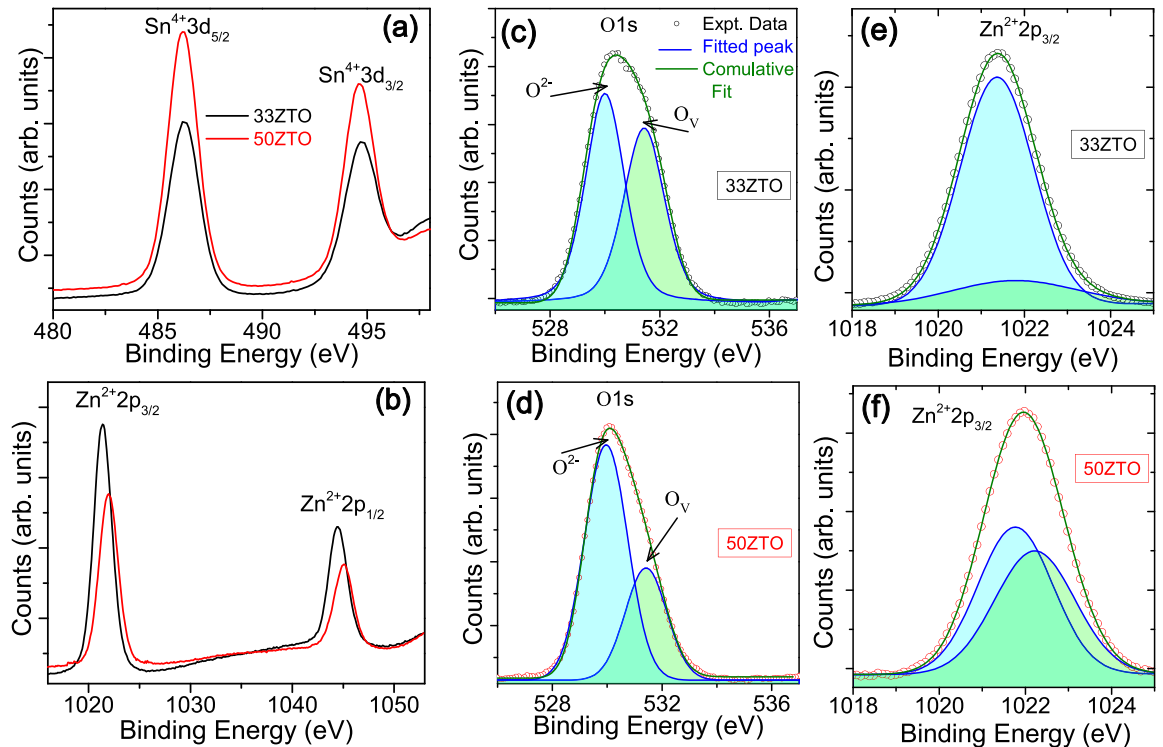 (a)
Sn⁴⁺3d₅/₂
Sn⁴⁺3d₃/₂
33ZTO
50ZTO
Counts (arb. units)
480 485 490 495
Binding Energy (eV)
(c)
O1s
Expt. Data
Fitted peak
Comulative
Fit
O²⁻
Oᵥ
33ZTO
Counts (arb. units)
528 532 536
Binding Energy (eV)
(e)
Zn²⁺2p₃/₂
33ZTO
Counts (arb. units)
1018 1020 1022 1024
Binding Energy (eV)
(b)
Zn²⁺2p₃/₂
Zn²⁺2p₁/₂
Counts (arb. units)
1020 1030 1040 1050
Binding Energy (eV)
(d)
O1s
O²⁻
Oᵥ
50ZTO
Counts (arb. units)
528 532 536
Binding Energy (eV)
(f)
Zn²⁺2p₃/₂
50ZTO
Counts (arb. units)
1018 1020 1022 1024
Binding Energy (eV)